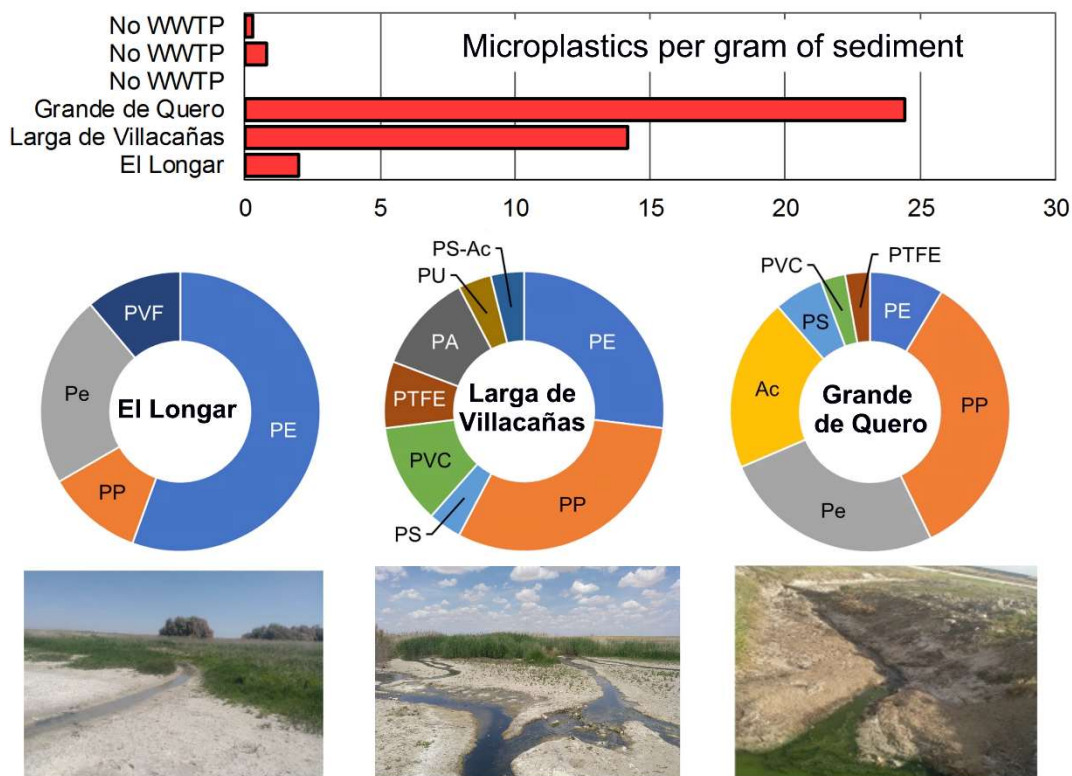 Microplastics per gram of sediment
No WWTP
No WWTP
No WWTP
Grande de Quero
Larga de Villacañas
El Longar
0 5 10 15 20 25 30
PVF
Pe
PP
PE
El Longar
PS-Ac
PU
PA
PTFE
PVC
PS
PP
PE
Larga de
Villacañas
PVC
PTFE
PS
PE
Ac
PP
Pe
Grande
de Quero